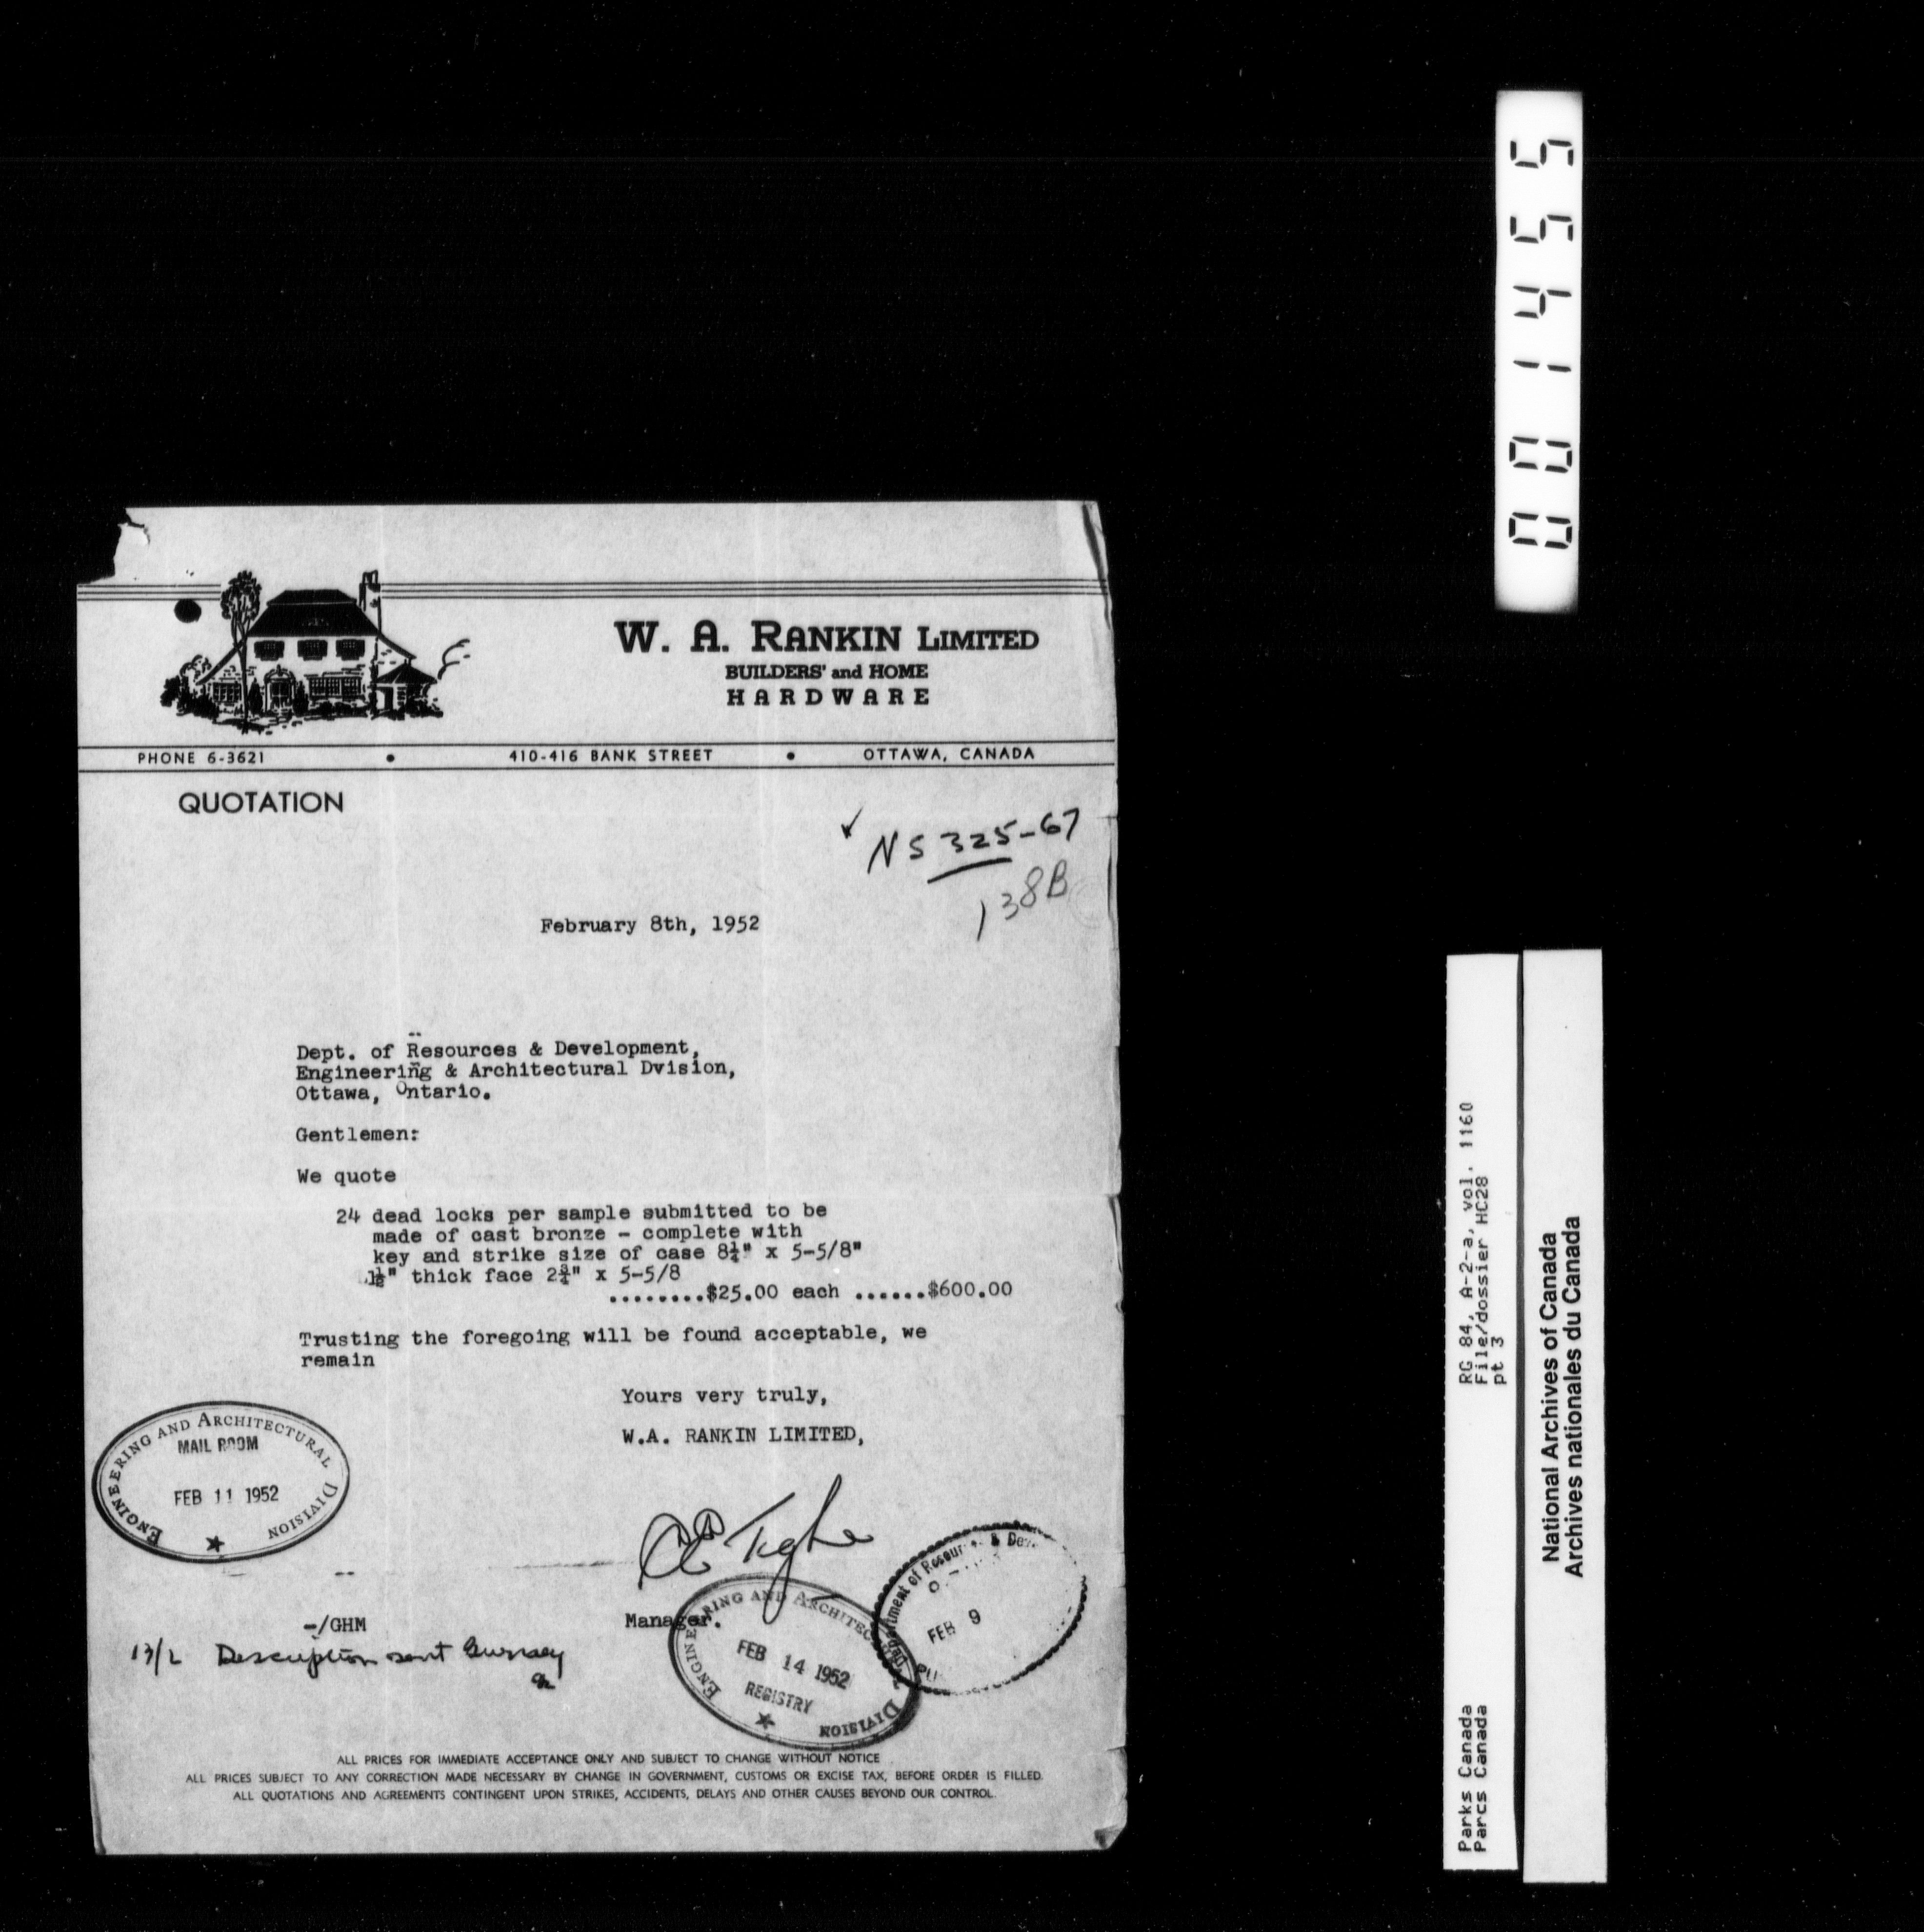 W. A. RANKIN LIMITED
BUILDERS' and HOME
HARDWARE
PHONE 6-3621 • 410-416 BANK STREET • OTTAWA, CANADA
QUOTATION
✓ NS 325-67
138B
February 8th, 1952
Dept. of Resources & Development,
Engineering & Architectural Dvision,
Ottawa, Ontario.
Gentlemen:
We quote
24 dead locks per sample submitted to be
made of cast bronze - complete with
key and strike size of case 8¼" x 5-5/8"
1½" thick face 2¾" x 5-5/8
........$25.00 each ......$600.00
Trusting the foregoing will be found acceptable, we
remain
Yours very truly,
W.A. RANKIN LIMITED,
ENGINEERING AND ARCHITECTURAL DIVISION
MAIL ROOM
FEB 11 1952
Tighe
Manager.
-/GHM
13/2 Description sent
ENGINEERING AND ARCHITEC DIVISION
FEB 14 1952
REGISTRY
FEB 9
ALL PRICES FOR IMMEDIATE ACCEPTANCE ONLY AND SUBJECT TO CHANGE WITHOUT NOTICE
ALL PRICES SUBJECT TO ANY CORRECTION MADE NECESSARY BY CHANGE IN GOVERNMENT, CUSTOMS OR EXCISE TAX, BEFORE ORDER IS FILLED.
ALL QUOTATIONS AND AGREEMENTS CONTINGENT UPON STRIKES, ACCIDENTS, DELAYS AND OTHER CAUSES BEYOND OUR CONTROL.
001455
Parks Canada RG 84, A-2-a, vol. 1160
Parcs Canada File/dossier HC28
pt 3
National Archives of Canada
Archives nationales du Canada